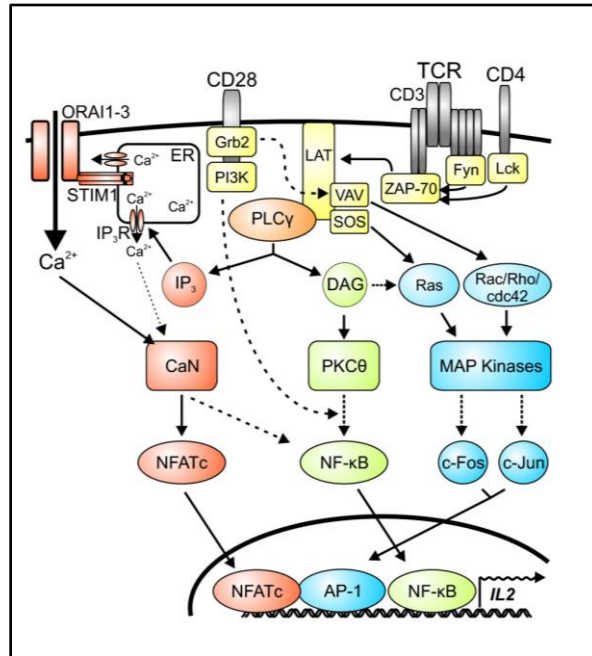 CD28
TCR
CD4
CD3
ORAI1-3
Grb2
LAT
PI3K
ER
Ca²⁺
STIM1
Ca²⁺
Ca²⁺
IP₃R
Ca²⁺
Ca²⁺
ZAP-70
Fyn
Lck
VAV
SOS
PLCγ
IP₃
DAG
Ras
Rac/Rho/
cdc42
CaN
PKCθ
MAP Kinases
NFATc
NF-κB
c-Fos
c-Jun
NFATc
AP-1
NF-κB
IL2